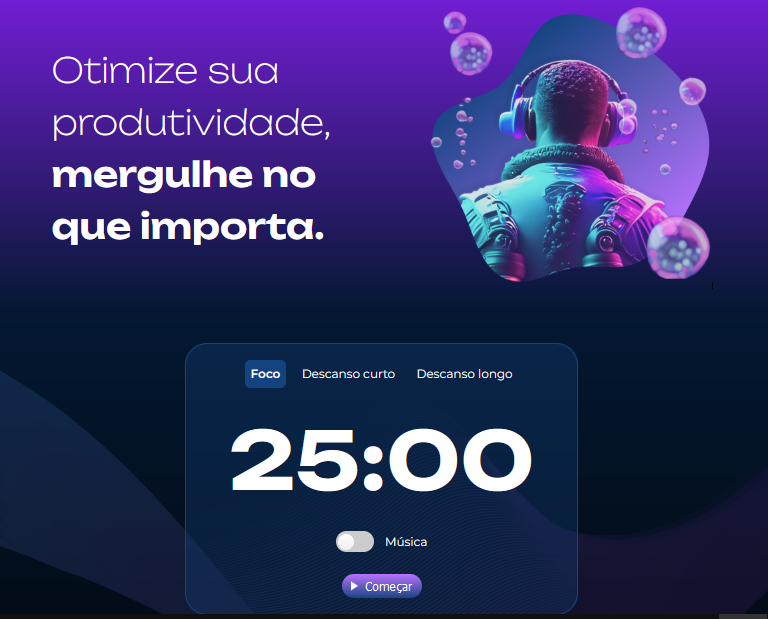 Otimize sua
produtividade,
mergulhe no
que importa.
Foco Descanso curto Descanso longo
25:00
Música
Começar